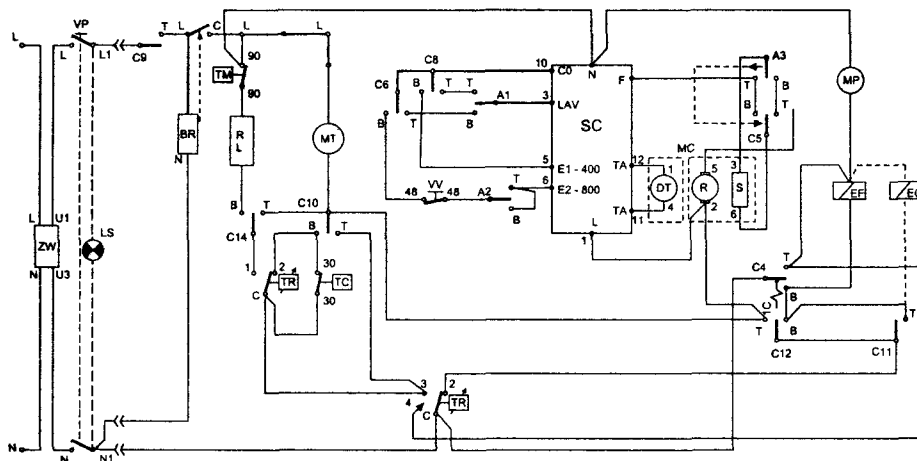 VP
L
L
L1
C9
T
L
C
L
L
90
TM
90
BR
N
R
L
MT
C6
C8
B
T
T
B
T
B
A1
10
C0
3
LAV
SC
N
F
5
E1 - 400
6
E2 - 800
TA
12
TA
11
L
1
48
VV
48
A2
T
B
MC
DT
4
5
R
2
3
S
6
A3
T
B
B
T
C5
MP
EF
L
U1
ZW
N
U3
LS
B
T
C10
C14
B
T
1
2
TR
C
30
TC
30
C4
T
1C
B
T
B
C12
C11
T
3
2
4
C
TR
N
N
N1